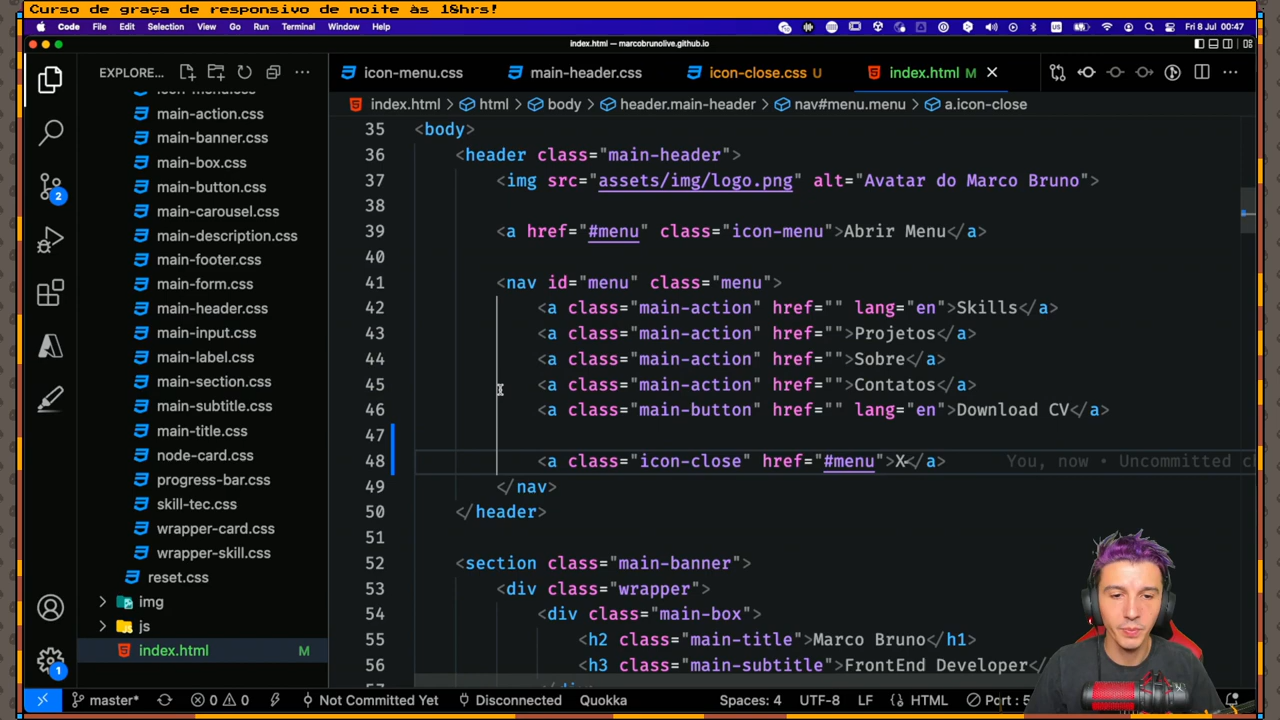 Curso de graça de responsivo de noite às 18hrs!
Code File Edit Selection View Go Run Terminal Window Help Fri 8 Jul 00:47
index.html — marcobrunolive.github.io
EXPLORE...
icon-menu.css
main-header.css
icon-close.css U
index.html M
index.html > html > body > header.main-header > nav#menu.menu > a.icon-close
icon-menu.css
main-action.css
main-banner.css
main-box.css
main-button.css
main-carousel.css
main-description.css
main-footer.css
main-form.css
main-header.css
main-input.css
main-label.css
main-section.css
main-subtitle.css
main-title.css
node-card.css
progress-bar.css
skill-tec.css
wrapper-card.css
wrapper-skill.css
reset.css
img
js
index.html M
35 <body>
36 <header class="main-header">
37 <img src="assets/img/logo.png" alt="Avatar do Marco Bruno">
38
39 <a href="#menu" class="icon-menu">Abrir Menu</a>
40
41 <nav id="menu" class="menu">
42 <a class="main-action" href="" lang="en">Skills</a>
43 <a class="main-action" href="">Projetos</a>
44 <a class="main-action" href="">Sobre</a>
45 <a class="main-action" href="">Contatos</a>
46 <a class="main-button" href="" lang="en">Download CV</a>
47
48 <a class="icon-close" href="#menu">X</a> You, now • Uncommitted c
49 </nav>
50 </header>
51
52 <section class="main-banner">
53 <div class="wrapper">
54 <div class="main-box">
55 <h2 class="main-title">Marco Bruno</h1>
56 <h3 class="main-subtitle">FrontEnd Developer</
2
1
master* 0 0 Not Committed Yet Disconnected Quokka Spaces: 4 UTF-8 LF HTML Port : 5